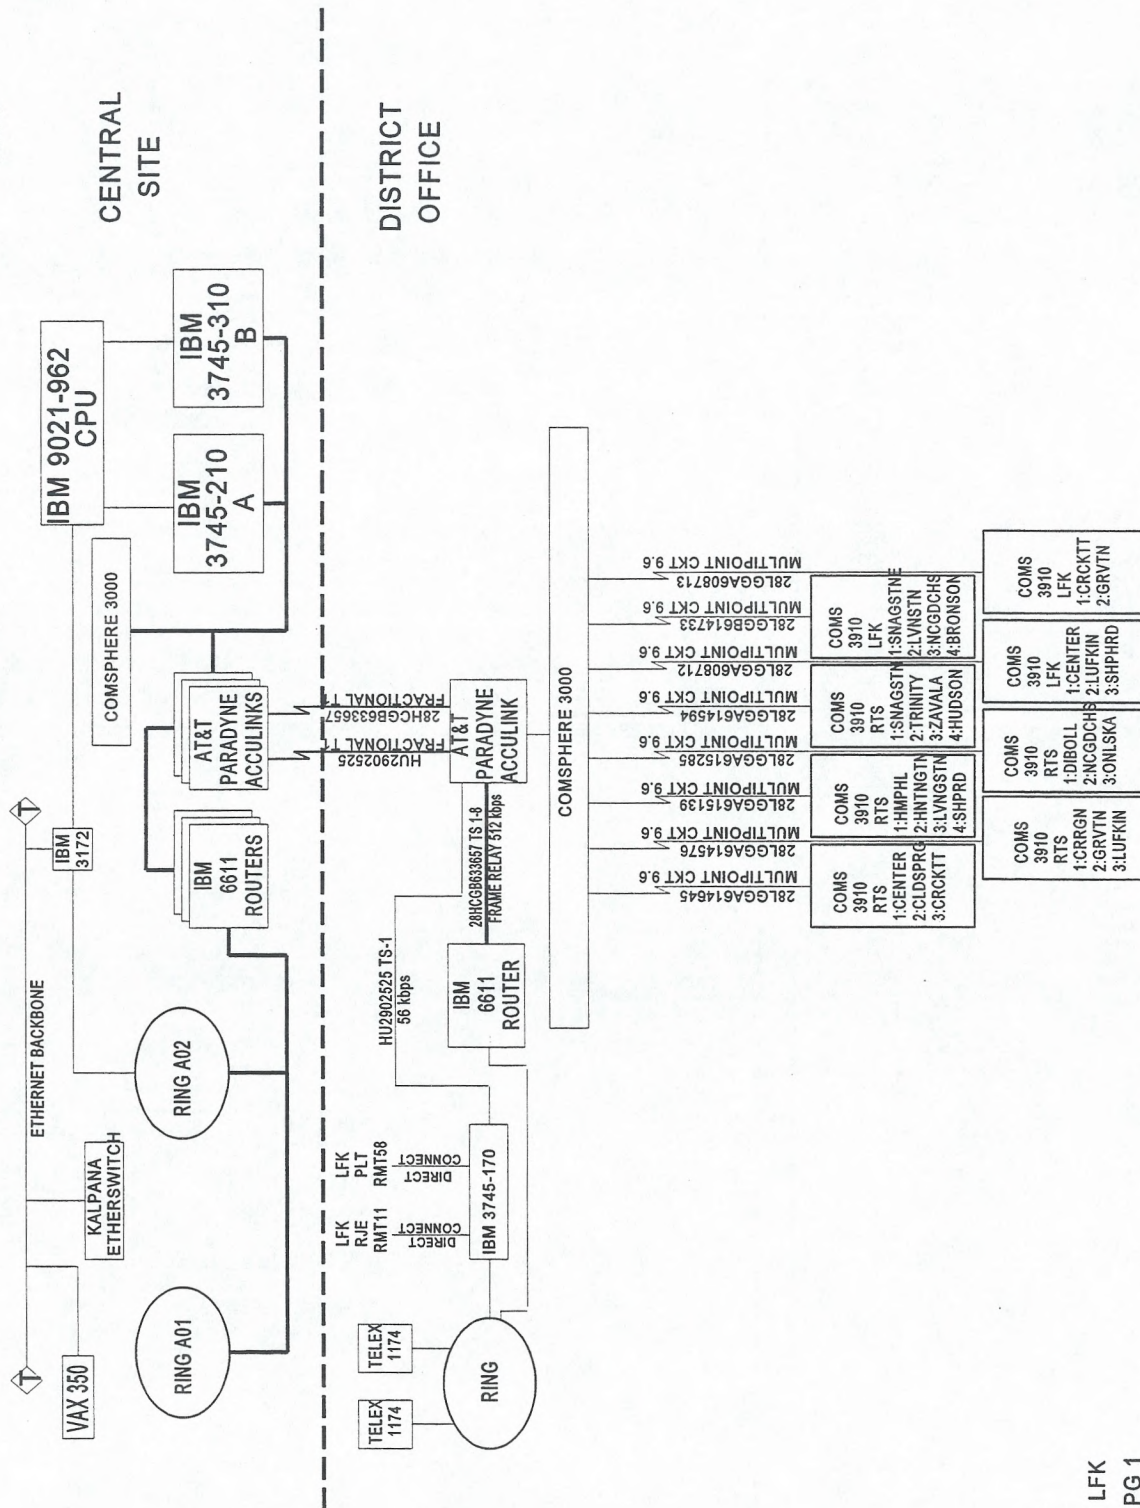 CENTRAL
SITE
IBM 9021-962
CPU
IBM
3745-310
B
IBM
3745-210
A
COMSPHERE 3000
AT&T
PARADYNE
ACCULINKS
IBM
6611
ROUTERS
T
IBM
3172
ETHERNET BACKBONE
RING A02
KALPANA
ETHERSWITCH
RING A01
VAX 350
T
DISTRICT
OFFICE
FRACTIONAL T1
28HCGB633657
FRACTIONAL T1
HU2902525
AT&T
PARADYNE
ACCULINK
28HCGB633657 TS 1-8
FRAME RELAY 512 kbps
HU2902525 TS-1
56 kbps
IBM
6611
ROUTER
LFK
PLT
RMT58
DIRECT
CONNECT
LFK
RJE
RMT11
DIRECT
CONNECT
IBM 3745-170
TELEX
1174
TELEX
1174
RING
COMSPHERE 3000
MULTIPOINT CKT 9.6
28LGGA614645
MULTIPOINT CKT 9.6
28LGGA614576
MULTIPOINT CKT 9.6
28LGGA615139
MULTIPOINT CKT 9.6
28LGGA615285
MULTIPOINT CKT 9.6
28LGGA614594
MULTIPOINT CKT 9.6
28LGGA608712
MULTIPOINT CKT 9.6
28LGGB614733
MULTIPOINT CKT 9.6
28LGGA608713
COMS
3910
RTS
1:CENTER
2:CLDSPRG
3:CRCKTT
COMS
3910
RTS
1:HMPHL
2:HNTNGTN
3:LVNGSTN
4:SHPRD
COMS
3910
RTS
1:SNAGSTN
2:TRINITY
3:ZAVALA
4:HUDSON
COMS
3910
LFK
1:SNAGSTNE
2:LVNSTN
3:NCGDCHS
4:BRONSON
COMS
3910
RTS
1:CRRGN
2:GRVTN
3:LUFKIN
COMS
3910
RTS
1:DIBOLL
2:NCGDCHS
3:ONLSKA
COMS
3910
LFK
1:CENTER
2:LUFKIN
3:SHPHRD
COMS
3910
LFK
1:CRCKTT
2:GRVTN
LFK
PG 1